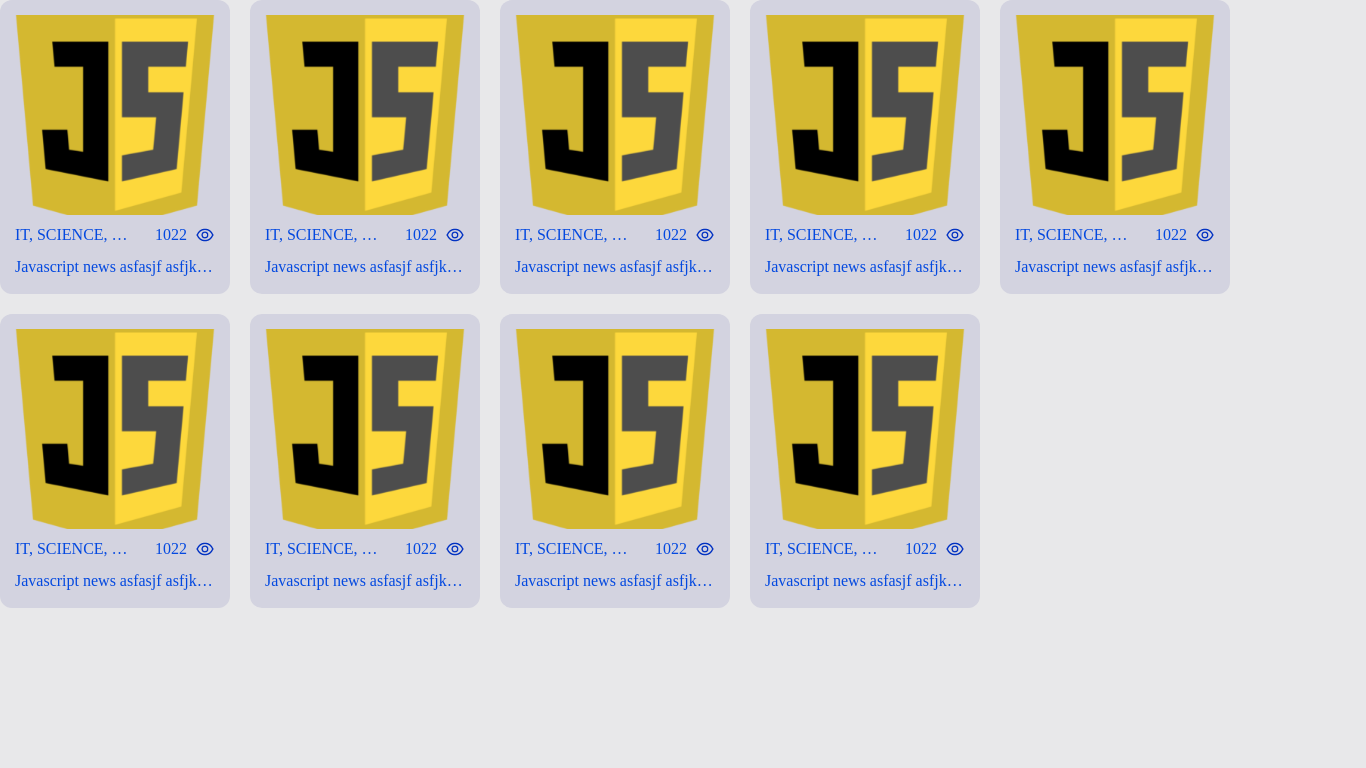 JS JS JS JS JS
IT, SCIENCE, … 1022 IT, SCIENCE, … 1022 IT, SCIENCE, … 1022 IT, SCIENCE, … 1022 IT, SCIENCE, … 1022
Javascript news asfasjf asfjk… Javascript news asfasjf asfjk… Javascript news asfasjf asfjk… Javascript news asfasjf asfjk… Javascript news asfasjf asfjk…
JS JS JS JS
IT, SCIENCE, … 1022 IT, SCIENCE, … 1022 IT, SCIENCE, … 1022 IT, SCIENCE, … 1022
Javascript news asfasjf asfjk… Javascript news asfasjf asfjk… Javascript news asfasjf asfjk… Javascript news asfasjf asfjk…